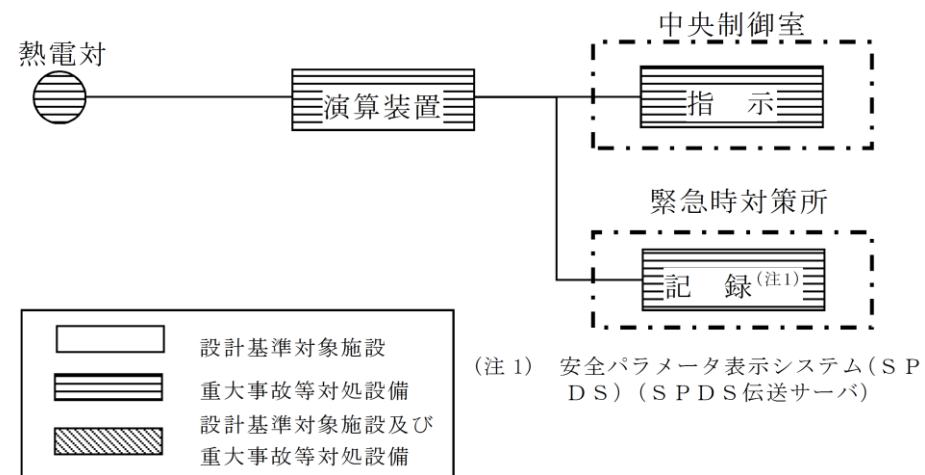 中央制御室
熱電対
演算装置
指 示
緊急時対策所
記 録(注1)
設計基準対象施設
重大事故等対処設備
設計基準対象施設及び
重大事故等対処設備
(注1) 安全パラメータ表示システム(SP
DS)(SPDS伝送サーバ)